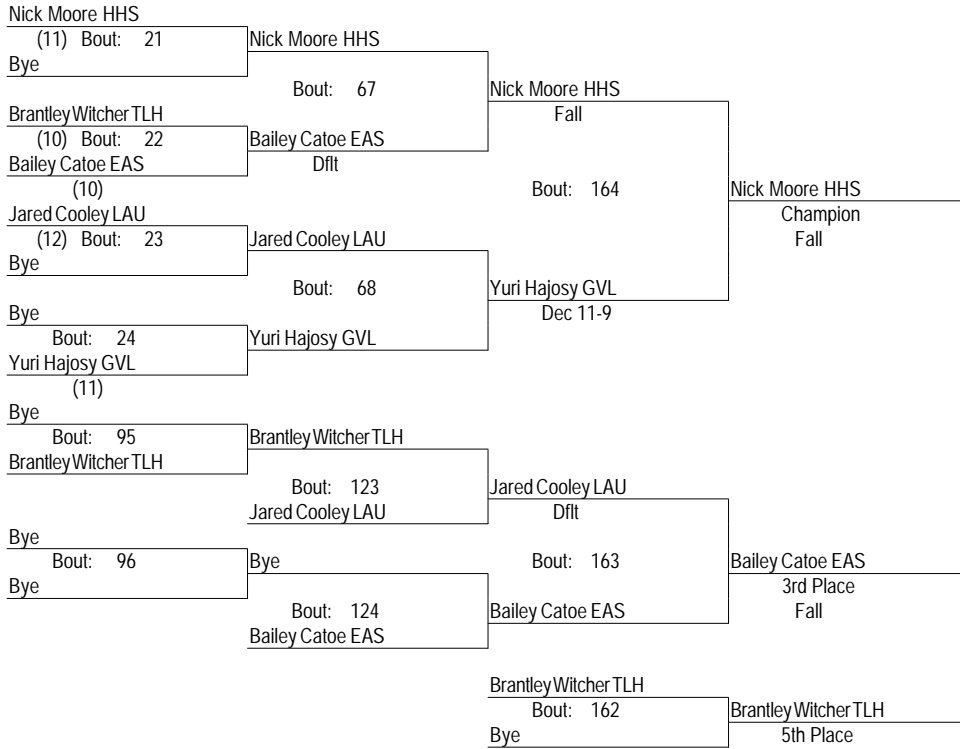 Nick Moore HHS
(11) Bout: 21
Bye
Nick Moore HHS
Bout: 67
Brantley Witcher TLH
(10) Bout: 22
Bailey Catoe EAS
(10)
Bailey Catoe EAS
Dflt
Nick Moore HHS
Fall
Bout: 164
Jared Cooley LAU
(12) Bout: 23
Bye
Jared Cooley LAU
Bout: 68
Bye
Bout: 24
Yuri Hajosy GVL
(11)
Yuri Hajosy GVL
Yuri Hajosy GVL
Dec 11-9
Nick Moore HHS
Champion
Fall
Bye
Bout: 95
Brantley Witcher TLH
Brantley Witcher TLH
Bout: 123
Jared Cooley LAU
Jared Cooley LAU
Dflt
Bout: 163
Bye
Bout: 96
Bye
Bye
Bout: 124
Bailey Catoe EAS
Bailey Catoe EAS
Bailey Catoe EAS
3rd Place
Fall
Brantley Witcher TLH
Bout: 162
Bye
Brantley Witcher TLH
5th Place